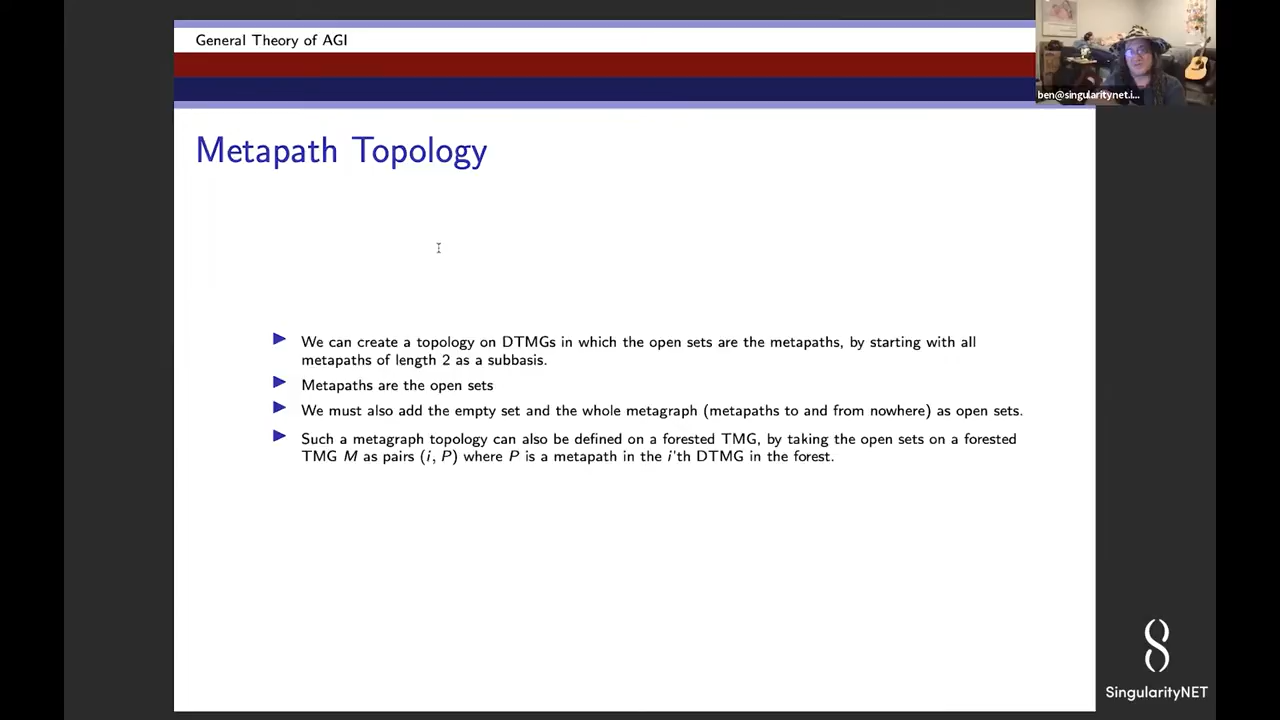 General Theory of AGI
ben@singularitynet.i...
Metapath Topology
▶ We can create a topology on DTMGs in which the open sets are the metapaths, by starting with all
metapaths of length 2 as a subbasis.
▶ Metapaths are the open sets
▶ We must also add the empty set and the whole metagraph (metapaths to and from nowhere) as open sets.
▶ Such a metagraph topology can also be defined on a forested TMG, by taking the open sets on a forested
TMG M as pairs (i, P) where P is a metapath in the i'th DTMG in the forest.
SingularityNET